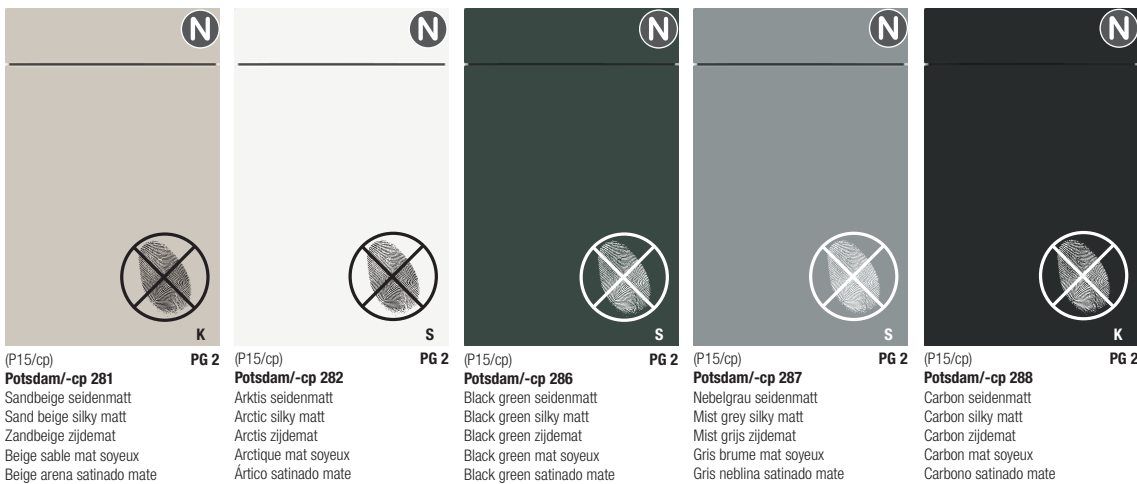 N
K
(P15/cp) PG 2
Potsdam/-cp 281
Sandbeige seidenmatt
Sand beige silky matt
Zandbeige zijdemat
Beige sable mat soyeux
Beige arena satinado mate
N
S
(P15/cp) PG 2
Potsdam/-cp 282
Arktis seidenmatt
Arctic silky matt
Arctis zijdemat
Arctique mat soyeux
Ártico satinado mate
N
S
(P15/cp) PG 2
Potsdam/-cp 286
Black green seidenmatt
Black green silky matt
Black green zijdemat
Black green mat soyeux
Black green satinado mate
N
S
(P15/cp) PG 2
Potsdam/-cp 287
Nebelgrau seidenmatt
Mist grey silky matt
Mist grijs zijdemat
Gris brume mat soyeux
Gris neblina satinado mate
N
K
(P15/cp) PG 2
Potsdam/-cp 288
Carbon seidenmatt
Carbon silky matt
Carbon zijdemat
Carbon mat soyeux
Carbono satinado mate